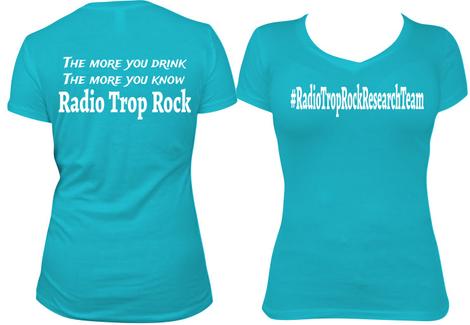 THE MORE YOU DRINK
THE MORE YOU KNOW
Radio Trop Rock
#RadioTropRockResearchTeam